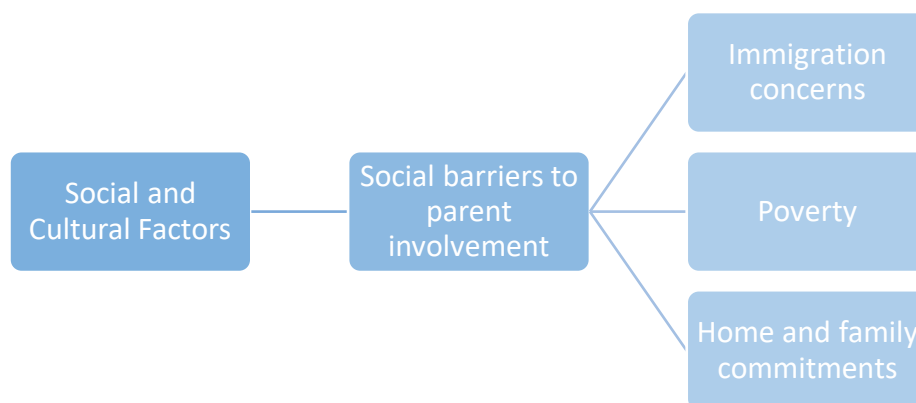 Social and
Cultural Factors
Social barriers to
parent
involvement
Immigration
concerns
Poverty
Home and family
commitments